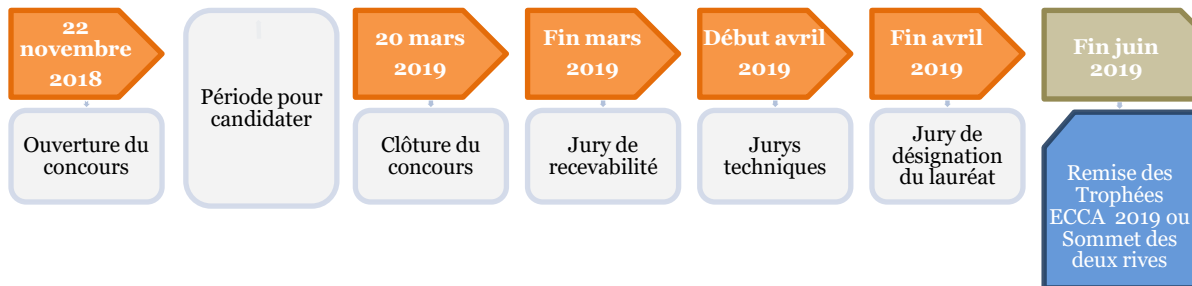 22
novembre
2018
Ouverture du
concours
Période pour
candidater
20 mars
2019
Clôture du
concours
Fin mars
2019
Jury de
recevabilité
Début avril
2019
Jurys
techniques
Fin avril
2019
Jury de
désignation
du lauréat
Fin juin
2019
Remise des
Trophées
ECCA 2019 ou
Sommet des
deux rives